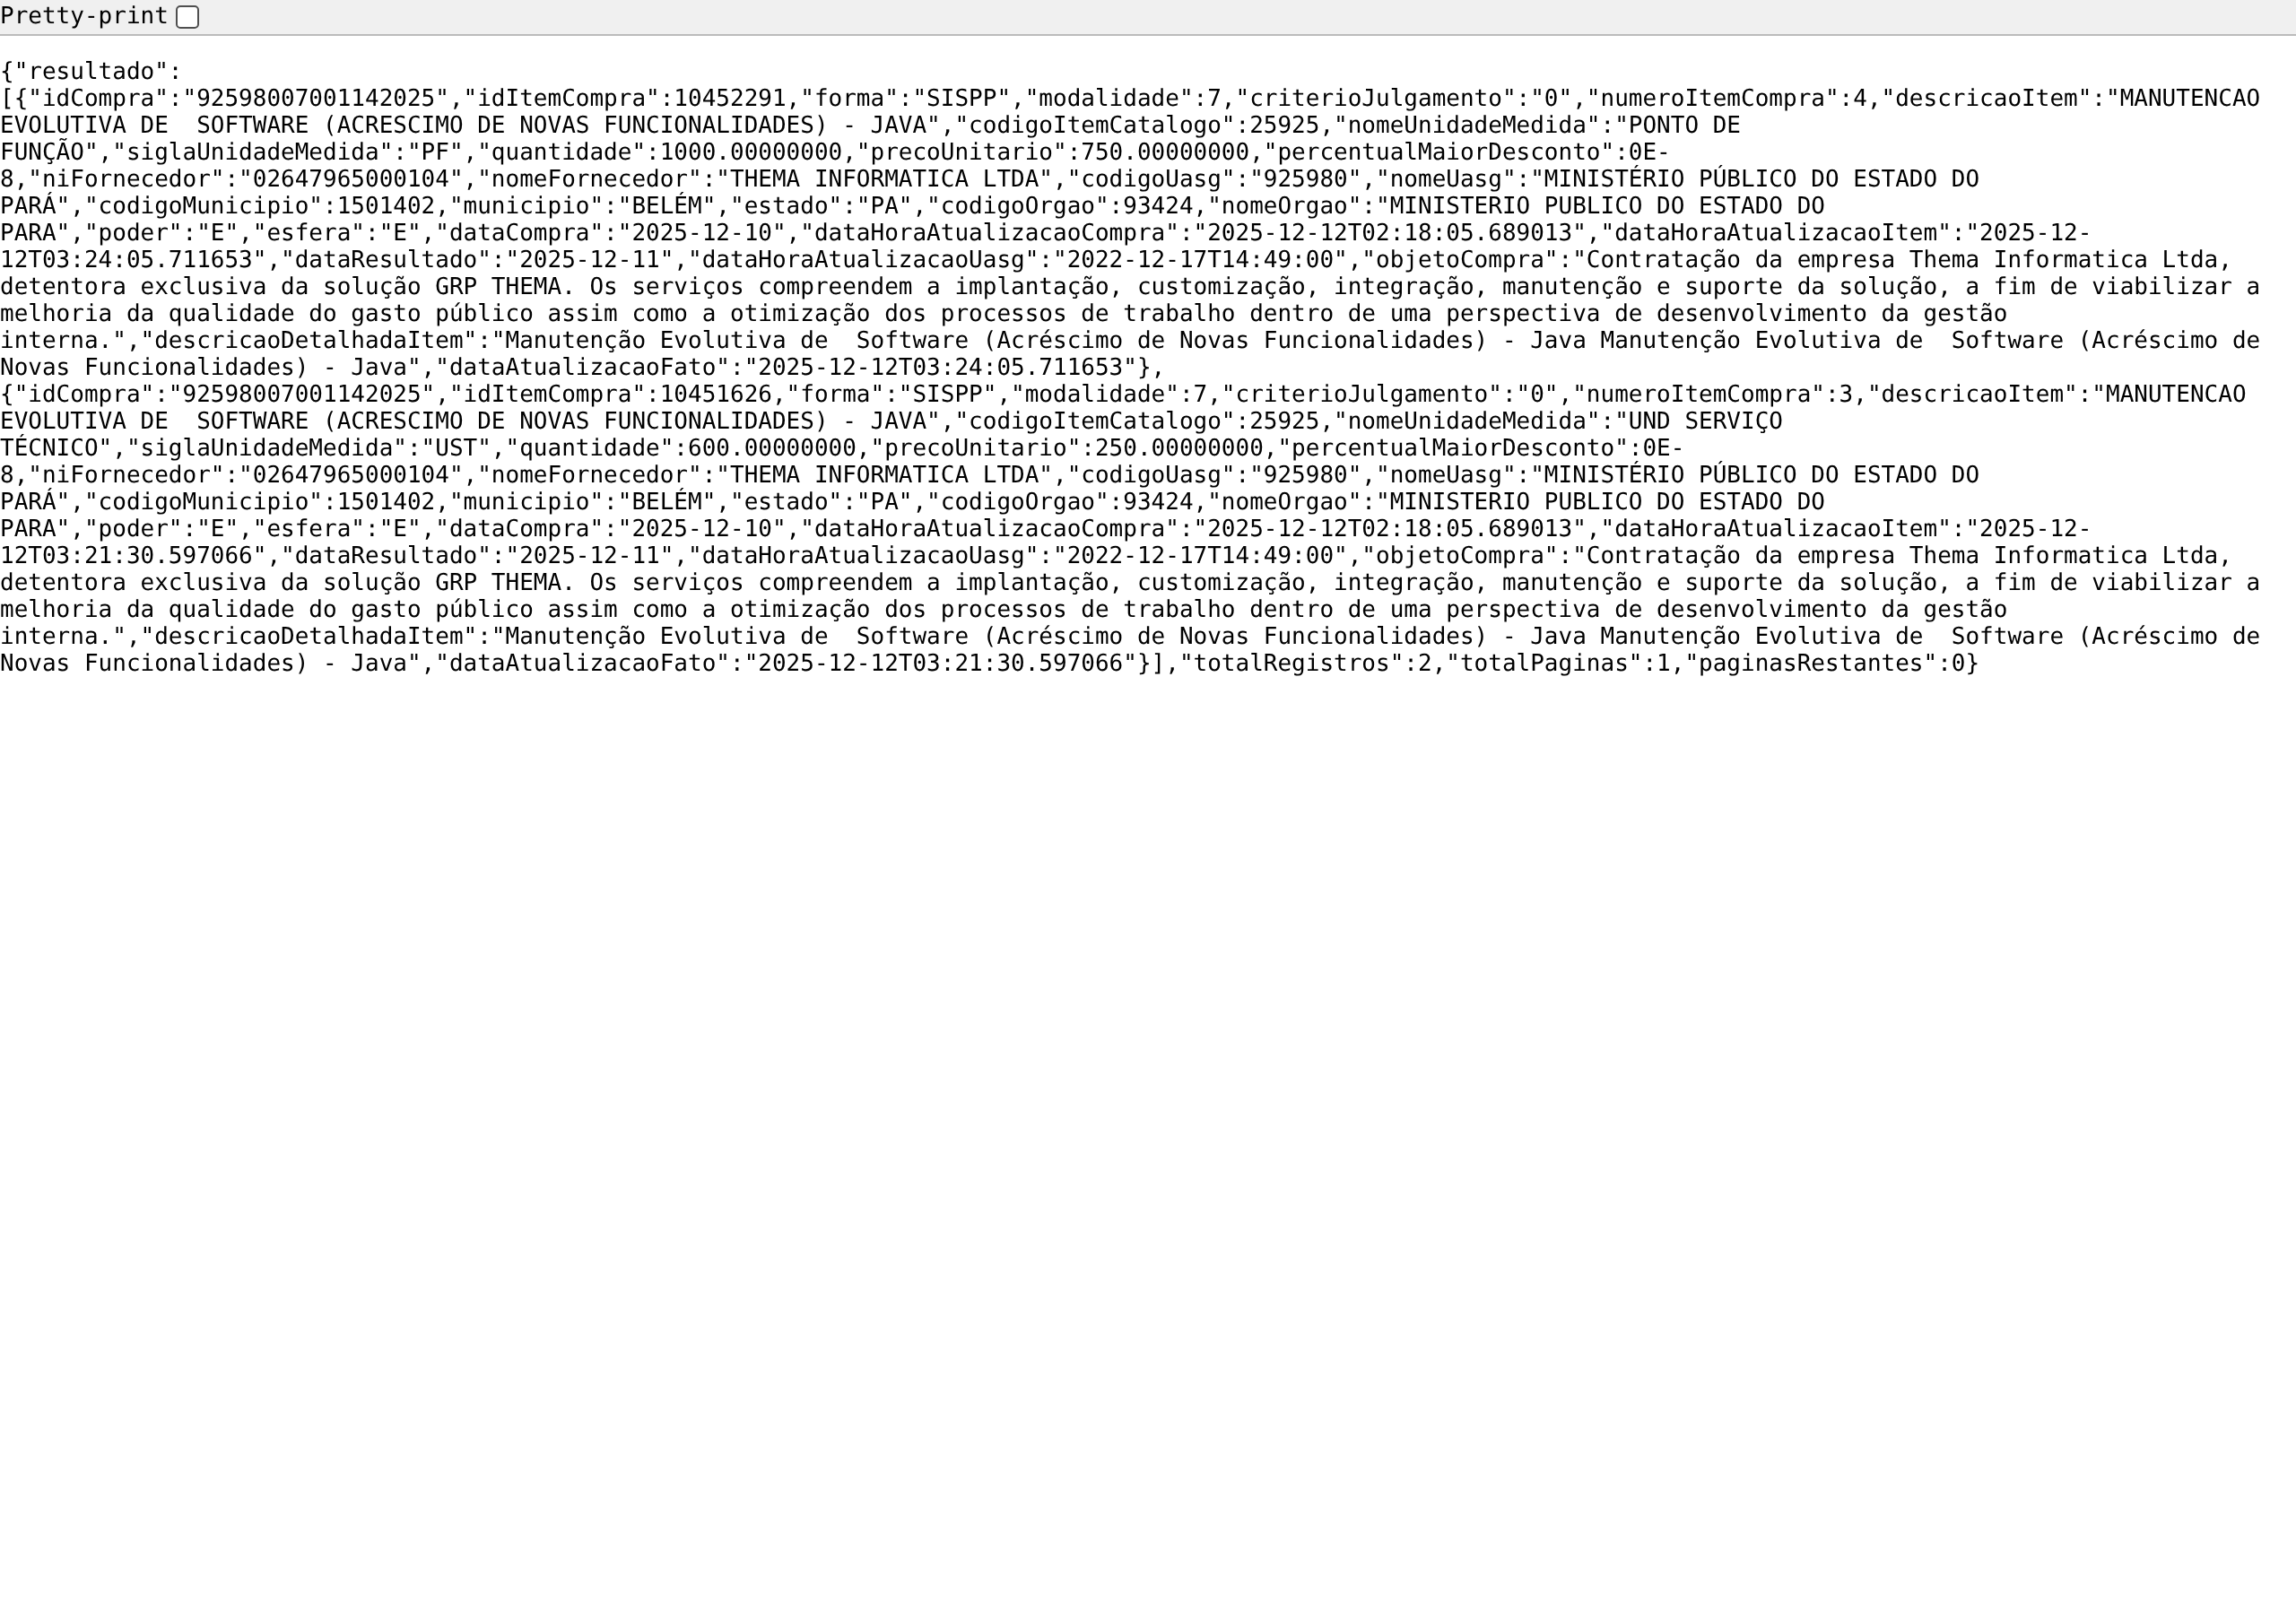 Pretty-print
{"resultado":
[{"idCompra":"92598007001142025","idItemCompra":10452291,"forma":"SISPP","modalidade":7,"criterioJulgamento":"0","numeroItemCompra":4,"descricaoItem":"MANUTENCAO
EVOLUTIVA DE  SOFTWARE (ACRESCIMO DE NOVAS FUNCIONALIDADES) - JAVA","codigoItemCatalogo":25925,"nomeUnidadeMedida":"PONTO DE
FUNÇÃO","siglaUnidadeMedida":"PF","quantidade":1000.00000000,"precoUnitario":750.00000000,"percentualMaiorDesconto":0E-
8,"niFornecedor":"02647965000104","nomeFornecedor":"THEMA INFORMATICA LTDA","codigoUasg":"925980","nomeUasg":"MINISTÉRIO PÚBLICO DO ESTADO DO
PARÁ","codigoMunicipio":1501402,"municipio":"BELÉM","estado":"PA","codigoOrgao":93424,"nomeOrgao":"MINISTERIO PUBLICO DO ESTADO DO
PARA","poder":"E","esfera":"E","dataCompra":"2025-12-10","dataHoraAtualizacaoCompra":"2025-12-12T02:18:05.689013","dataHoraAtualizacaoItem":"2025-12-
12T03:24:05.711653","dataResultado":"2025-12-11","dataHoraAtualizacaoUasg":"2022-12-17T14:49:00","objetoCompra":"Contratação da empresa Thema Informatica Ltda,
detentora exclusiva da solução GRP THEMA. Os serviços compreendem a implantação, customização, integração, manutenção e suporte da solução, a fim de viabilizar a
melhoria da qualidade do gasto público assim como a otimização dos processos de trabalho dentro de uma perspectiva de desenvolvimento da gestão
interna.","descricaoDetalhadaItem":"Manutenção Evolutiva de  Software (Acréscimo de Novas Funcionalidades) - Java Manutenção Evolutiva de  Software (Acréscimo de
Novas Funcionalidades) - Java","dataAtualizacaoFato":"2025-12-12T03:24:05.711653"},
{"idCompra":"92598007001142025","idItemCompra":10451626,"forma":"SISPP","modalidade":7,"criterioJulgamento":"0","numeroItemCompra":3,"descricaoItem":"MANUTENCAO
EVOLUTIVA DE  SOFTWARE (ACRESCIMO DE NOVAS FUNCIONALIDADES) - JAVA","codigoItemCatalogo":25925,"nomeUnidadeMedida":"UND SERVIÇO
TÉCNICO","siglaUnidadeMedida":"UST","quantidade":600.00000000,"precoUnitario":250.00000000,"percentualMaiorDesconto":0E-
8,"niFornecedor":"02647965000104","nomeFornecedor":"THEMA INFORMATICA LTDA","codigoUasg":"925980","nomeUasg":"MINISTÉRIO PÚBLICO DO ESTADO DO
PARÁ","codigoMunicipio":1501402,"municipio":"BELÉM","estado":"PA","codigoOrgao":93424,"nomeOrgao":"MINISTERIO PUBLICO DO ESTADO DO
PARA","poder":"E","esfera":"E","dataCompra":"2025-12-10","dataHoraAtualizacaoCompra":"2025-12-12T02:18:05.689013","dataHoraAtualizacaoItem":"2025-12-
12T03:21:30.597066","dataResultado":"2025-12-11","dataHoraAtualizacaoUasg":"2022-12-17T14:49:00","objetoCompra":"Contratação da empresa Thema Informatica Ltda,
detentora exclusiva da solução GRP THEMA. Os serviços compreendem a implantação, customização, integração, manutenção e suporte da solução, a fim de viabilizar a
melhoria da qualidade do gasto público assim como a otimização dos processos de trabalho dentro de uma perspectiva de desenvolvimento da gestão
interna.","descricaoDetalhadaItem":"Manutenção Evolutiva de  Software (Acréscimo de Novas Funcionalidades) - Java Manutenção Evolutiva de  Software (Acréscimo de
Novas Funcionalidades) - Java","dataAtualizacaoFato":"2025-12-12T03:21:30.597066"}],"totalRegistros":2,"totalPaginas":1,"paginasRestantes":0}